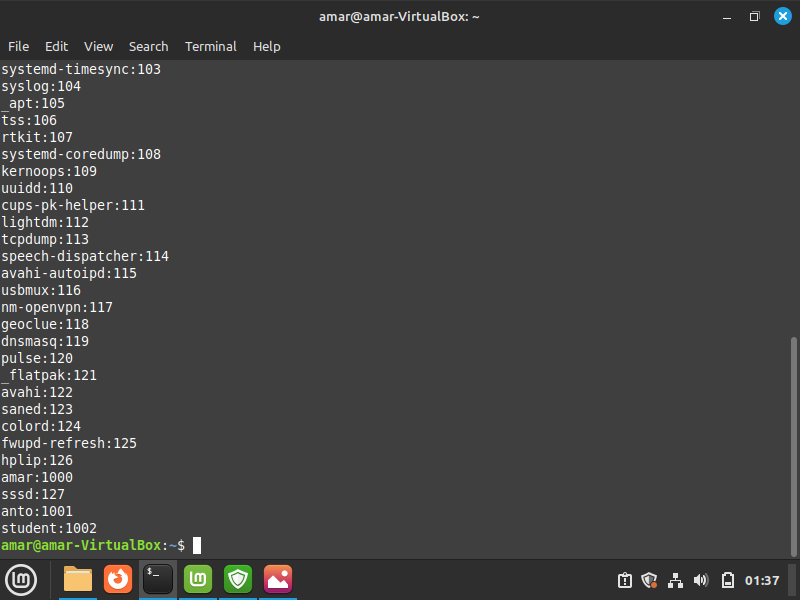 amar@amar-VirtualBox: ~
File Edit View Search Terminal Help
systemd-timesync:103
syslog:104
_apt:105
tss:106
rtkit:107
systemd-coredump:108
kernoops:109
uuidd:110
cups-pk-helper:111
lightdm:112
tcpdump:113
speech-dispatcher:114
avahi-autoipd:115
usbmux:116
nm-openvpn:117
geoclue:118
dnsmasq:119
pulse:120
_flatpak:121
avahi:122
saned:123
colord:124
fwupd-refresh:125
hplip:126
amar:1000
sssd:127
anto:1001
student:1002
amar@amar-VirtualBox:~$
$_
01:37